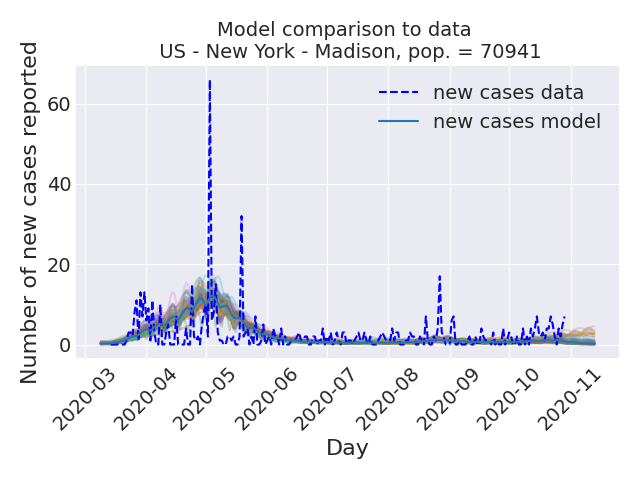 Model comparison to data
US - New York - Madison, pop. = 70941
Number of new cases reported
60
40
20
0
new cases data
new cases model
2020-03
2020-04
2020-05
2020-06
2020-07
2020-08
2020-09
2020-10
2020-11
Day